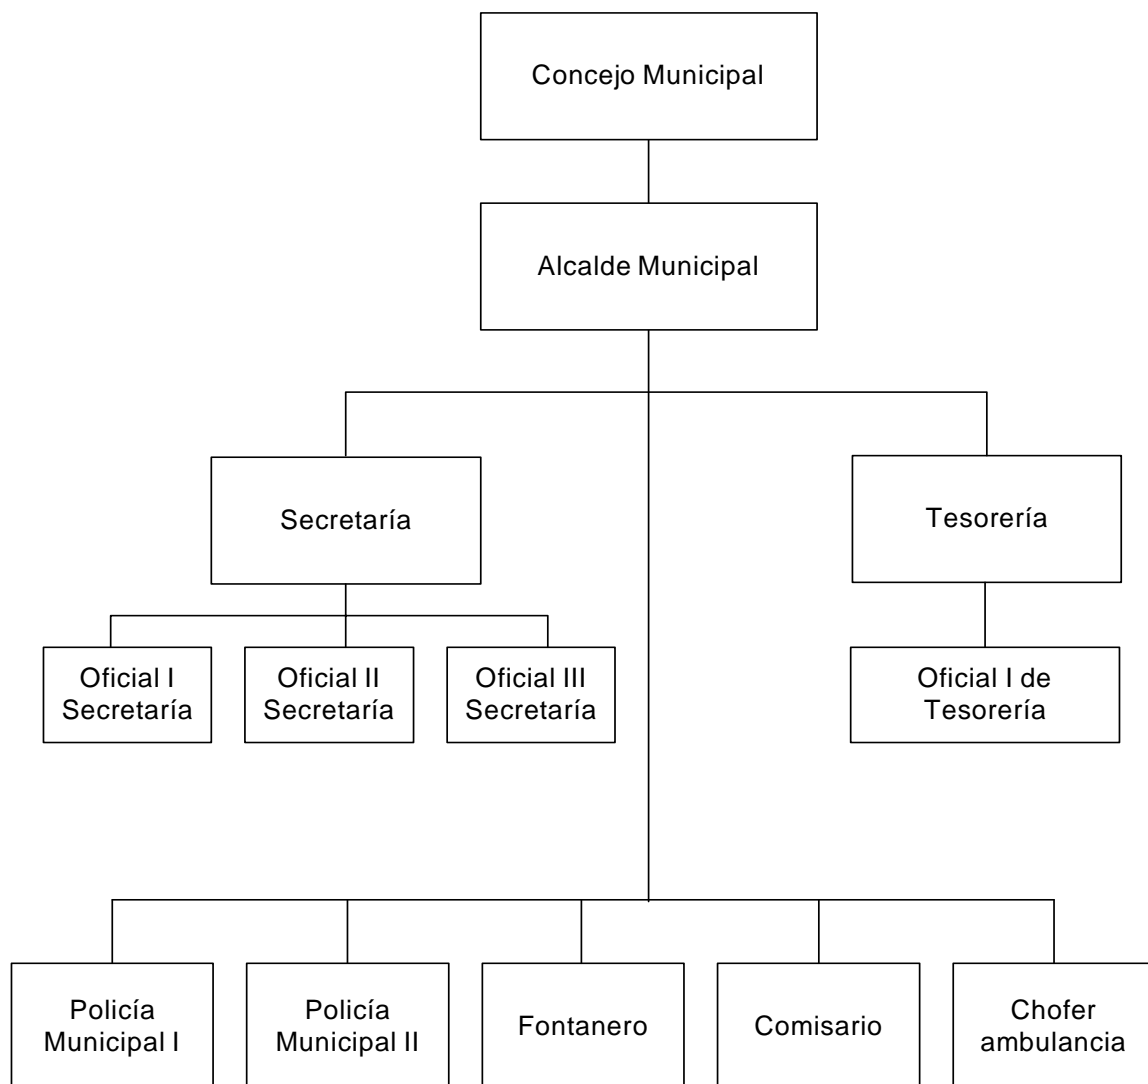 Concejo Municipal
Alcalde Municipal
Secretaría
Tesorería
Oficial I
Secretaría
Oficial II
Secretaría
Oficial III
Secretaría
Oficial I de
Tesorería
Policía
Municipal I
Policía
Municipal II
Fontanero
Comisario
Chofer
ambulancia